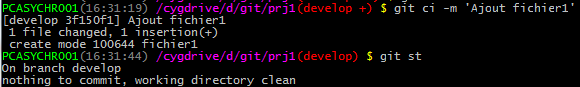 PCASYCHR001(16:31:19) /cygdrive/d/git/prj1(develop +) $ git ci -m 'Ajout fichier1'
[develop 3f150f1] Ajout fichier1
 1 file changed, 1 insertion(+)
 create mode 100644 fichier1
PCASYCHR001(16:31:44) /cygdrive/d/git/prj1(develop) $ git st
On branch develop
nothing to commit, working directory clean